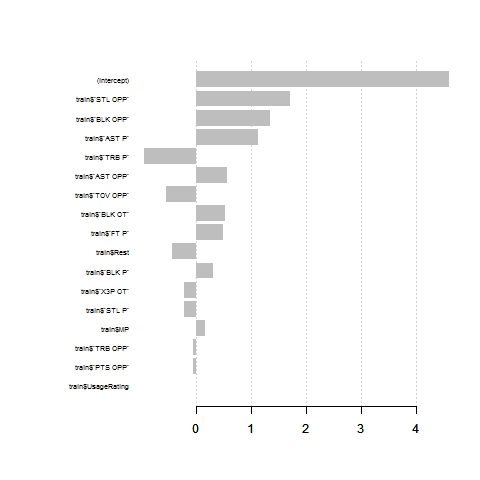 (Intercept)
train$`STL OPP`
train$`BLK OPP`
train$`AST P`
train$`TRB P`
train$`AST OPP`
train$`TOV OPP`
train$`BLK OT`
train$`FT P`
train$Rest
train$`BLK P`
train$`X3P OT`
train$`STL P`
train$MP
train$`TRB OPP`
train$`PTS OPP`
train$UsageRating
0 1 2 3 4